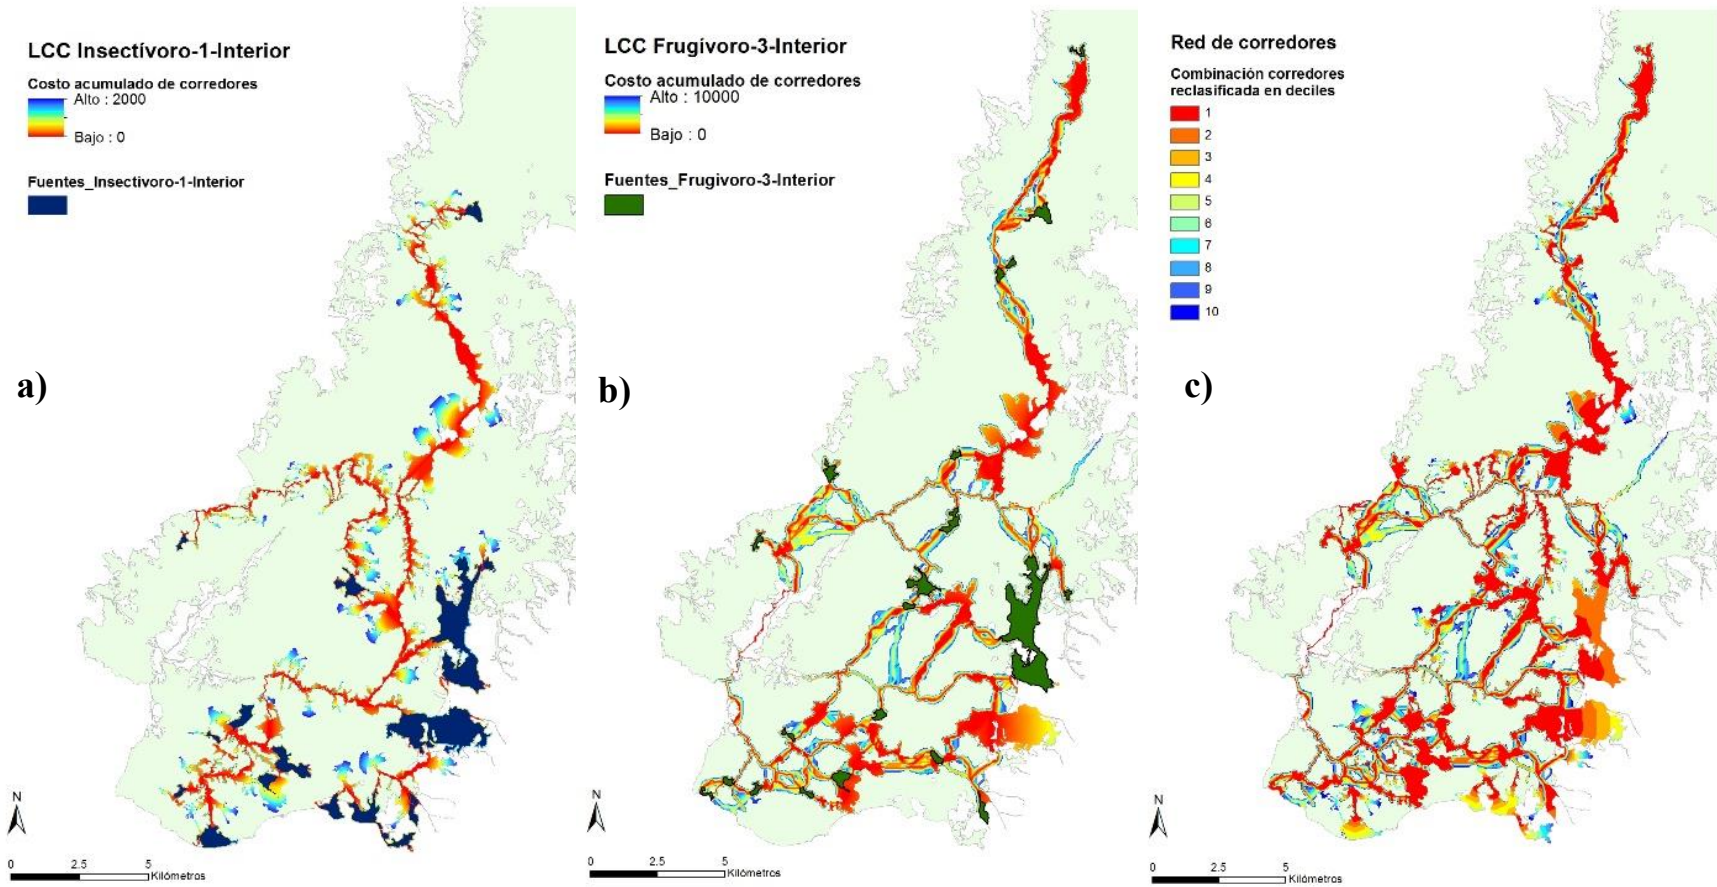 LCC Insectívoro-1-Interior
Costo acumulado de corredores
Alto : 2000
Bajo : 0
Fuentes_Insectivoro-1-Interior
a)
N
0 2.5 5
Kilómetros
LCC Frugívoro-3-Interior
Costo acumulado de corredores
Alto : 10000
Bajo : 0
Fuentes_Frugivoro-3-Interior
b)
N
0 2.5 5
Kilómetros
Red de corredores
Combinación corredores
reclasificada en deciles
1
2
3
4
5
6
7
8
9
10
c)
N
0 2.5 5
Kilómetros